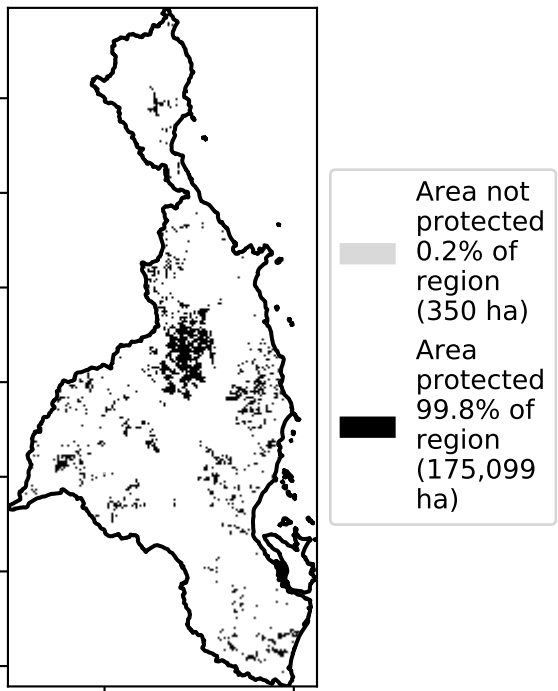 Area not
protected
0.2% of
region
(350 ha)
Area
protected
99.8% of
region
(175,099
ha)